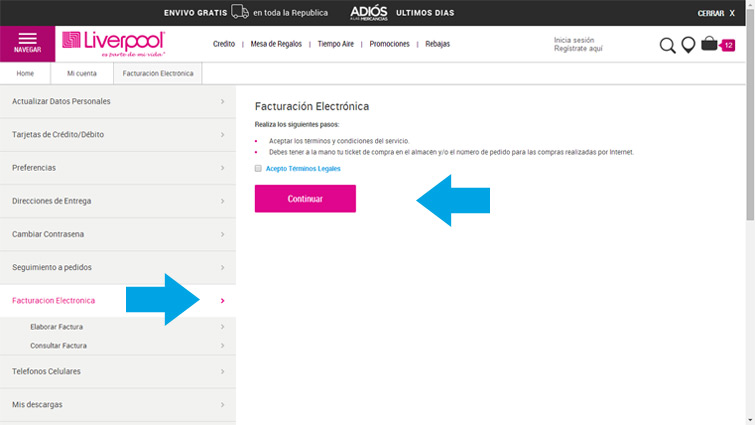 ENVIVO GRATIS en toda la Republica ADIÓS A LAS MERCANCIAS ULTIMOS DIAS CERRAR X
NAVEGAR
Liverpool
es parte de mi vida
Credito | Mesa de Regalos | Tiempo Aire | Promociones | Rebajas
Inicia sesión
Regístrate aquí
12
Home Mi cuenta Facturación Electrónica
Actualizar Datos Personales
Tarjetas de Crédito/Débito
Preferencias
Direcciones de Entrega
Cambiar Contrasena
Seguimiento a pedidos
Facturacion Electronica
Elaborar Factura
Consultar Factura
Telefonos Celulares
Mis descargas
Facturación Electrónica
Realiza los siguientes pasos:
Aceptar los términos y condiciones del servicio.
Debes tener a la mano tu ticket de compra en el almacén y/o el número de pedido para las compras realizadas por Internet.
Acepto Términos Legales
Continuar